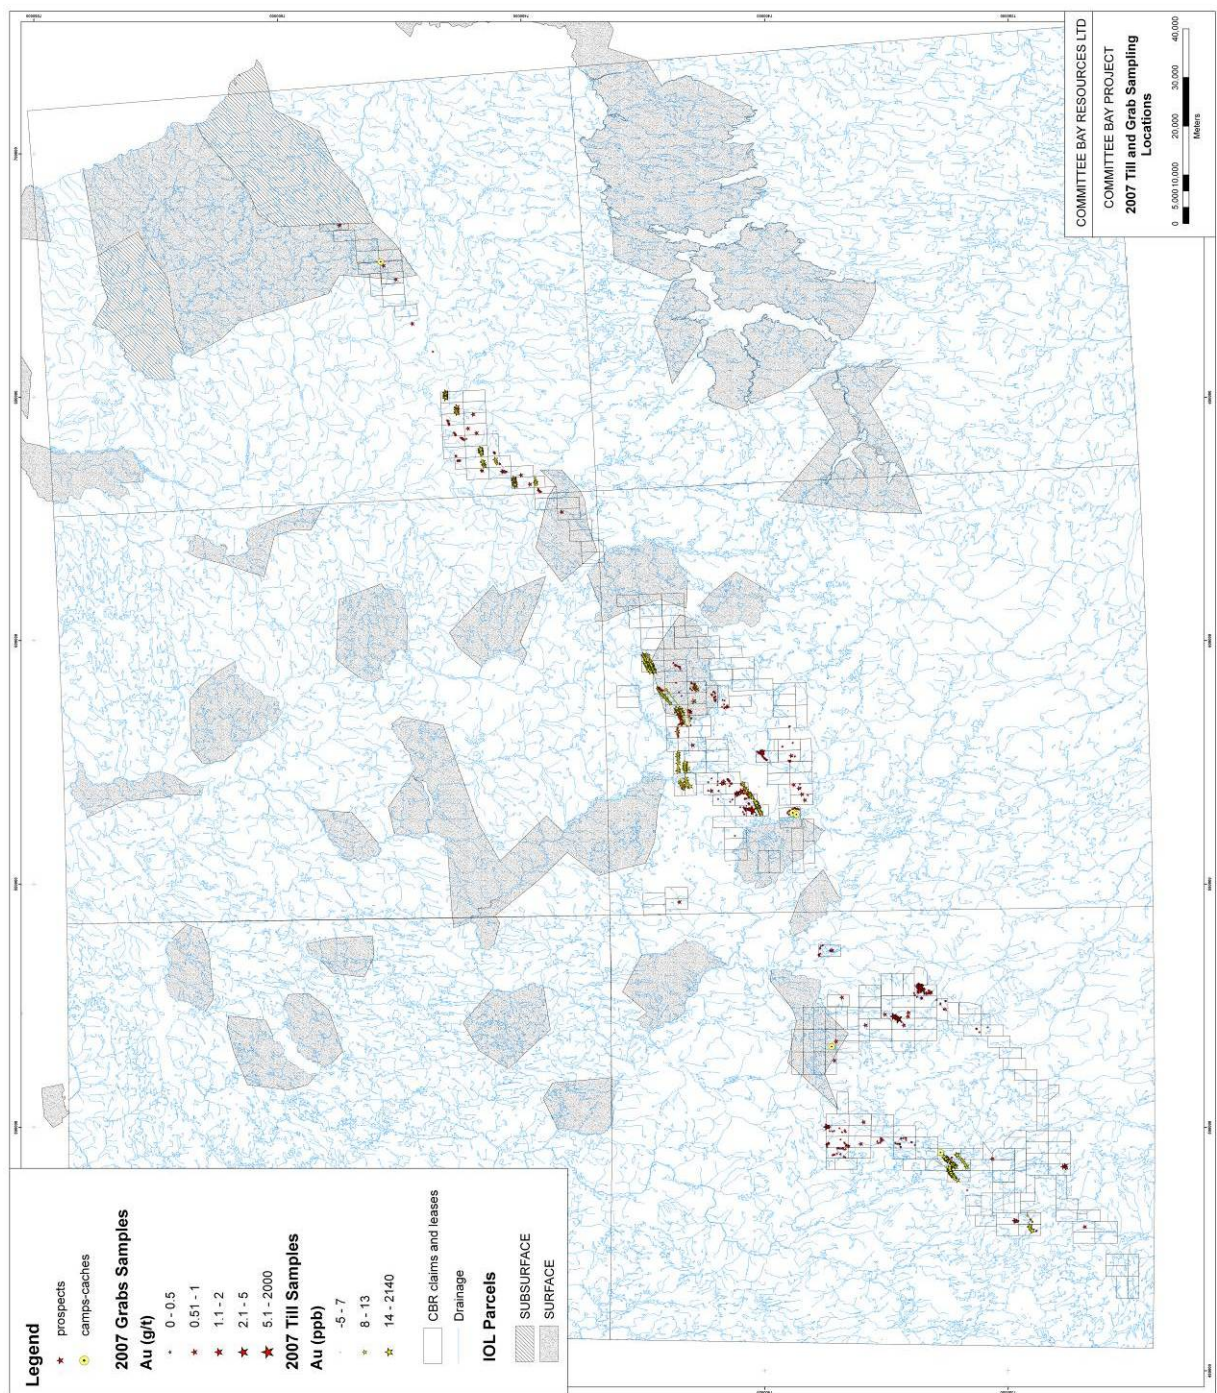 Legend
prospects
camps-caches
2007 Grabs Samples
Au (g/t)
0 - 0.5
0.51 - 1
1.1 - 2
2.1 - 5
5.1 - 2000
2007 Till Samples
Au (ppb)
-5 - 7
8 - 13
14 - 2140
CBR claims and leases
Drainage
IOL Parcels
SUBSURFACE
SURFACE
COMMITTEE BAY RESOURCES LTD
COMMITTEE BAY PROJECT
2007 Till and Grab Sampling
Locations
0 5,000 10,000 20,000 30,000 40,000
Meters